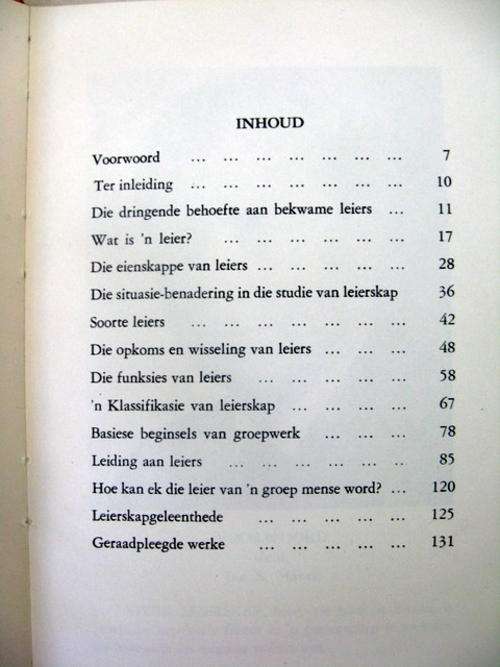 INHOUD
Voorwood ... ... ... ... ... ... ... 7
Ter inleiding ... ... ... ... ... ... ... 10
Die dringende behoefte aan bekwame leiers ... 11
Wat is 'n leier? ... ... ... ... ... ... 17
Die eienskappe van leiers ... ... ... ... ... 28
Die situasie-benadering in die studie van leierskap 36
Soorte leiers ... ... ... ... ... ... ... 42
Die opkoms en wisseling van leiers ... ... ... 48
Die funksies van leiers ... ... ... ... ... 58
'n Klassifikasie van leierskap ... ... ... ... 67
Basiese beginsels van groepwerk ... ... ... 78
Leiding aan leiers ... ... ... ... ... .. 85
Hoe kan ek die leier van 'n groep mense word? ... 120
Leierskapgeleenthede ... ... ... ... ... 125
Geraadpleegde werke ... ... ... ... ... 131